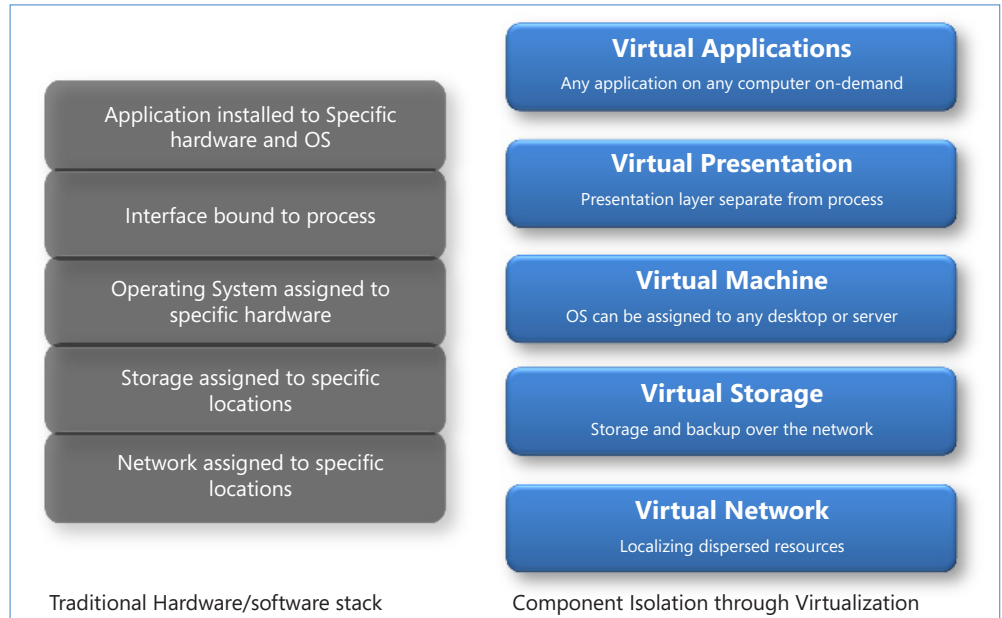 Application installed to Specific
hardware and OS
Interface bound to process
Operating System assigned to
specific hardware
Storage assigned to specific
locations
Network assigned to specific
locations
Traditional Hardware/software stack
Virtual Applications
Any application on any computer on-demand
Virtual Presentation
Presentation layer separate from process
Virtual Machine
OS can be assigned to any desktop or server
Virtual Storage
Storage and backup over the network
Virtual Network
Localizing dispersed resources
Component Isolation through Virtualization